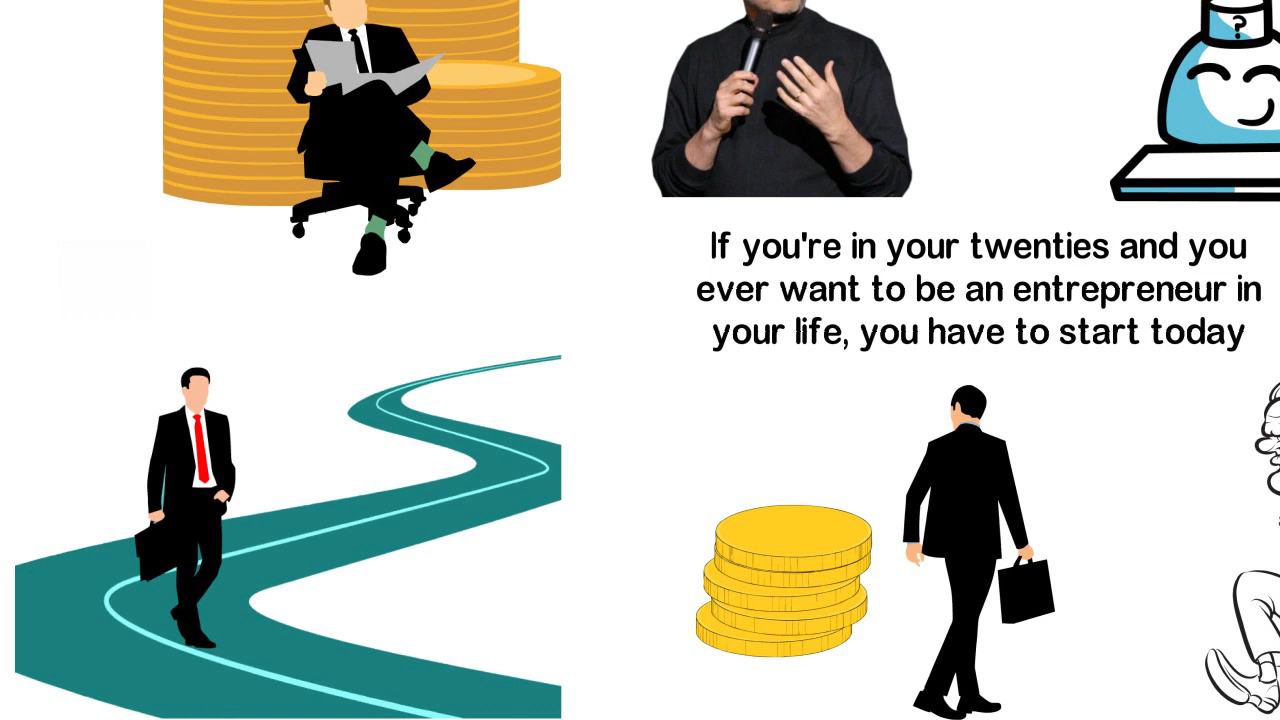 ?
If you're in your twenties and you
ever want to be an entrepreneur in
your life, you have to start today